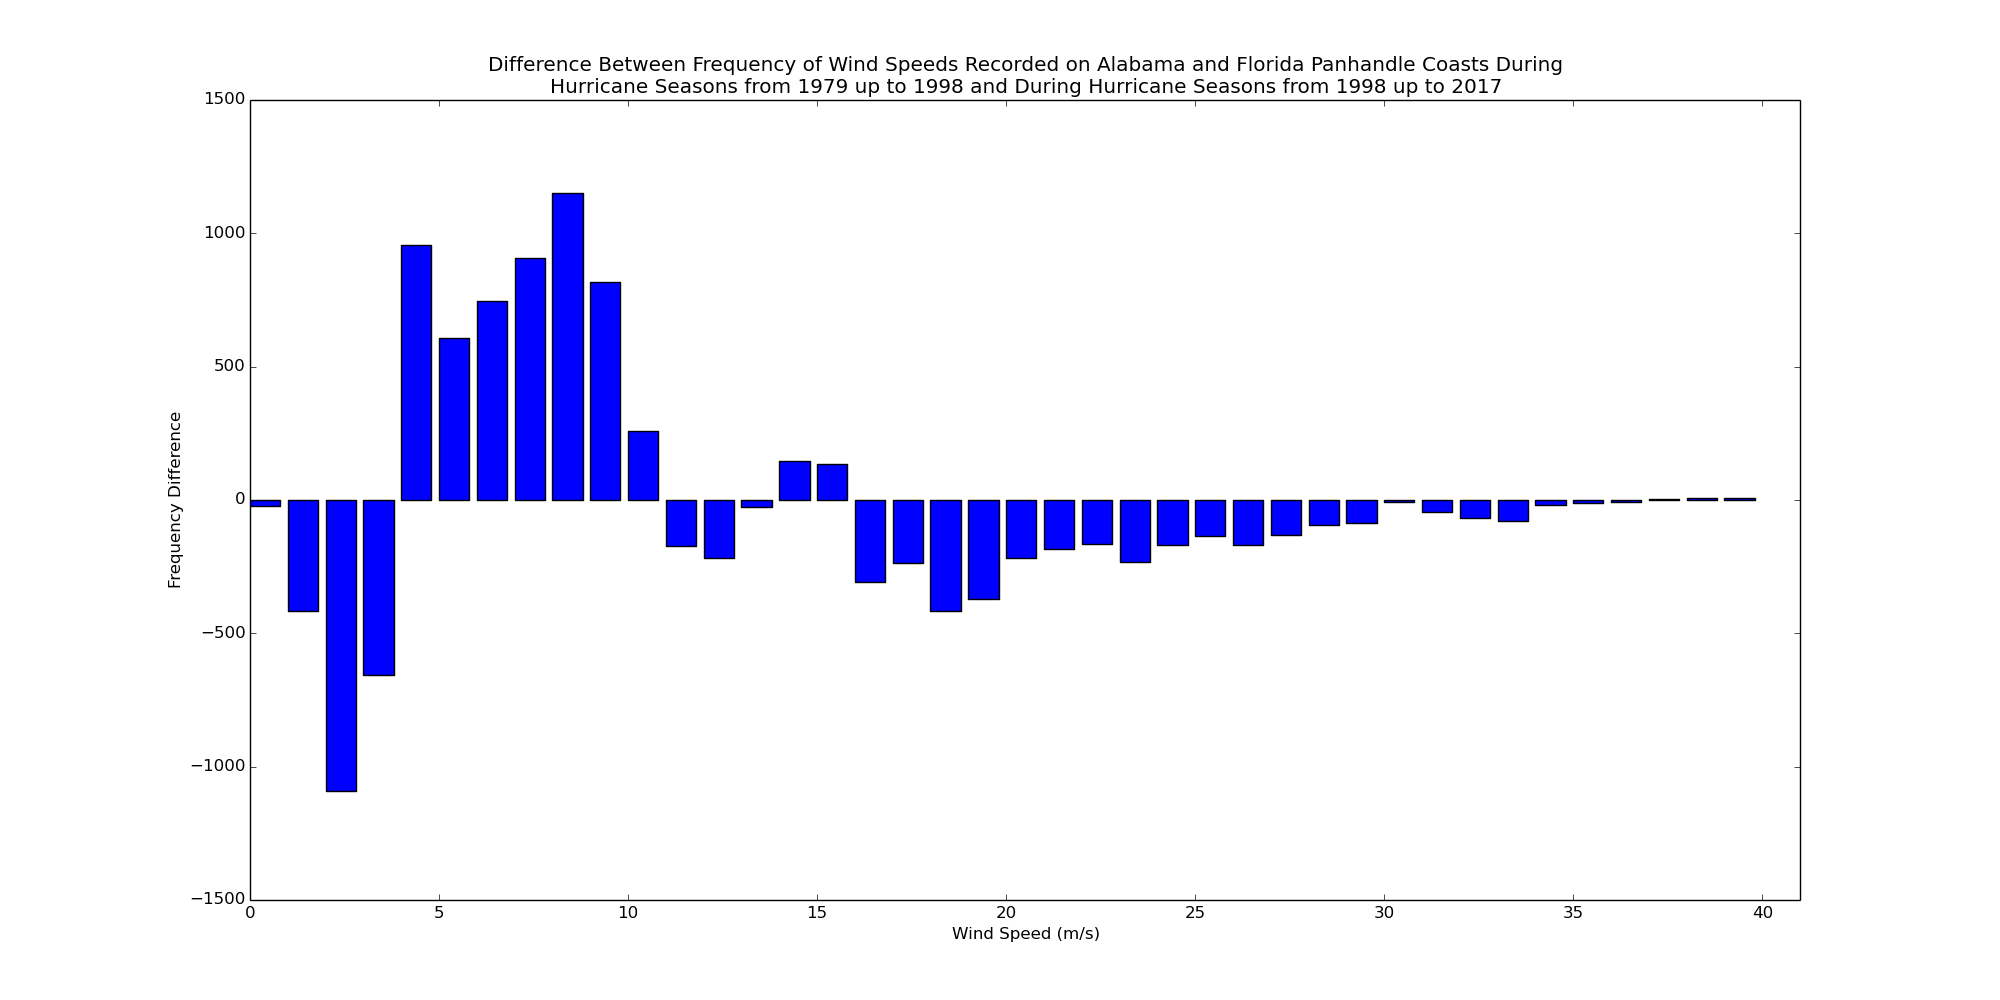 Difference Between Frequency of Wind Speeds Recorded on Alabama and Florida Panhandle Coasts During
Hurricane Seasons from 1979 up to 1998 and During Hurricane Seasons from 1998 up to 2017
1500
1000
500
0
−500
−1000
−1500
Frequency Difference
0 5 10 15 20 25 30 35 40
Wind Speed (m/s)